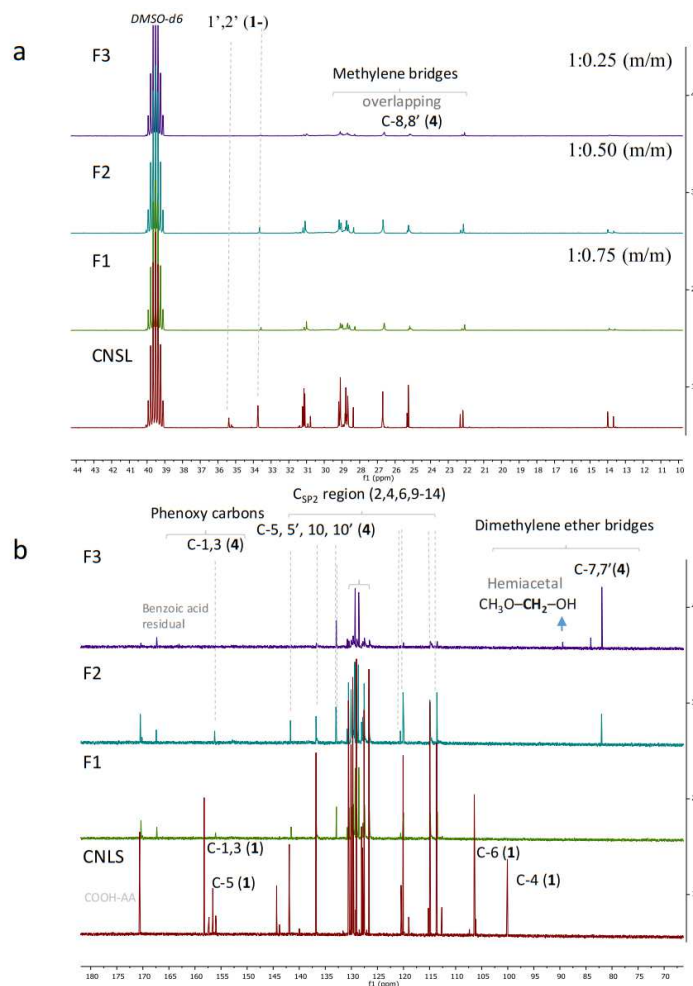 DMSO-d6
1',2' (1-)
a
F3
Methylene bridges
overlapping
C-8,8' (4)
1:0.25 (m/m)
F2
1:0.50 (m/m)
F1
1:0.75 (m/m)
CNSL
44 43 42 41 40 39 38 37 36 35 34 33 32 31 30 29 28 27 26 25 24 23 22 21 20 19 18 17 16 15 14 13 12 11 10
f1 (ppm)
CSP2 region (2,4,6,9-14)
Phenoxy carbons
C-1,3 (4)
C-5, 5', 10, 10' (4)
Dimethylene ether bridges
b
F3
C-7,7'(4)
Benzoic acid
residual
Hemiacetal
CH3O–CH2–OH
F2
F1
CNLS
C-1,3 (1)
C-5 (1)
C-6 (1)
C-4 (1)
COOH-AA
180 175 170 165 160 155 150 145 140 135 130 125 120 115 110 105 100 95 90 85 80 75 70
f1 (ppm)